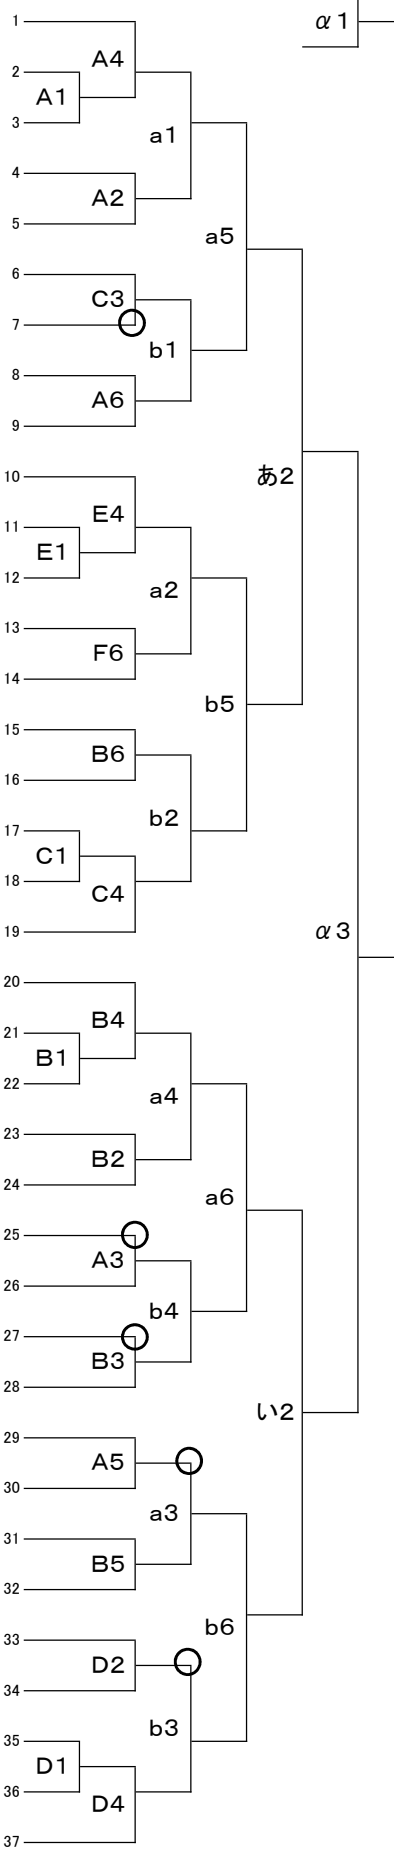 α1
1
A4
2
A1
3
a1
4
A2
5
a5
6
C3
7
b1
8
A6
9
あ2
10
E4
11
E1
12
a2
13
F6
14
b5
15
B6
16
b2
17
C1
18
C4
19
α3
20
B4
21
B1
22
a4
23
B2
24
a6
25
A3
26
b4
27
B3
28
い2
29
A5
30
a3
31
B5
32
b6
33
D2
34
b3
35
D1
36
D4
37